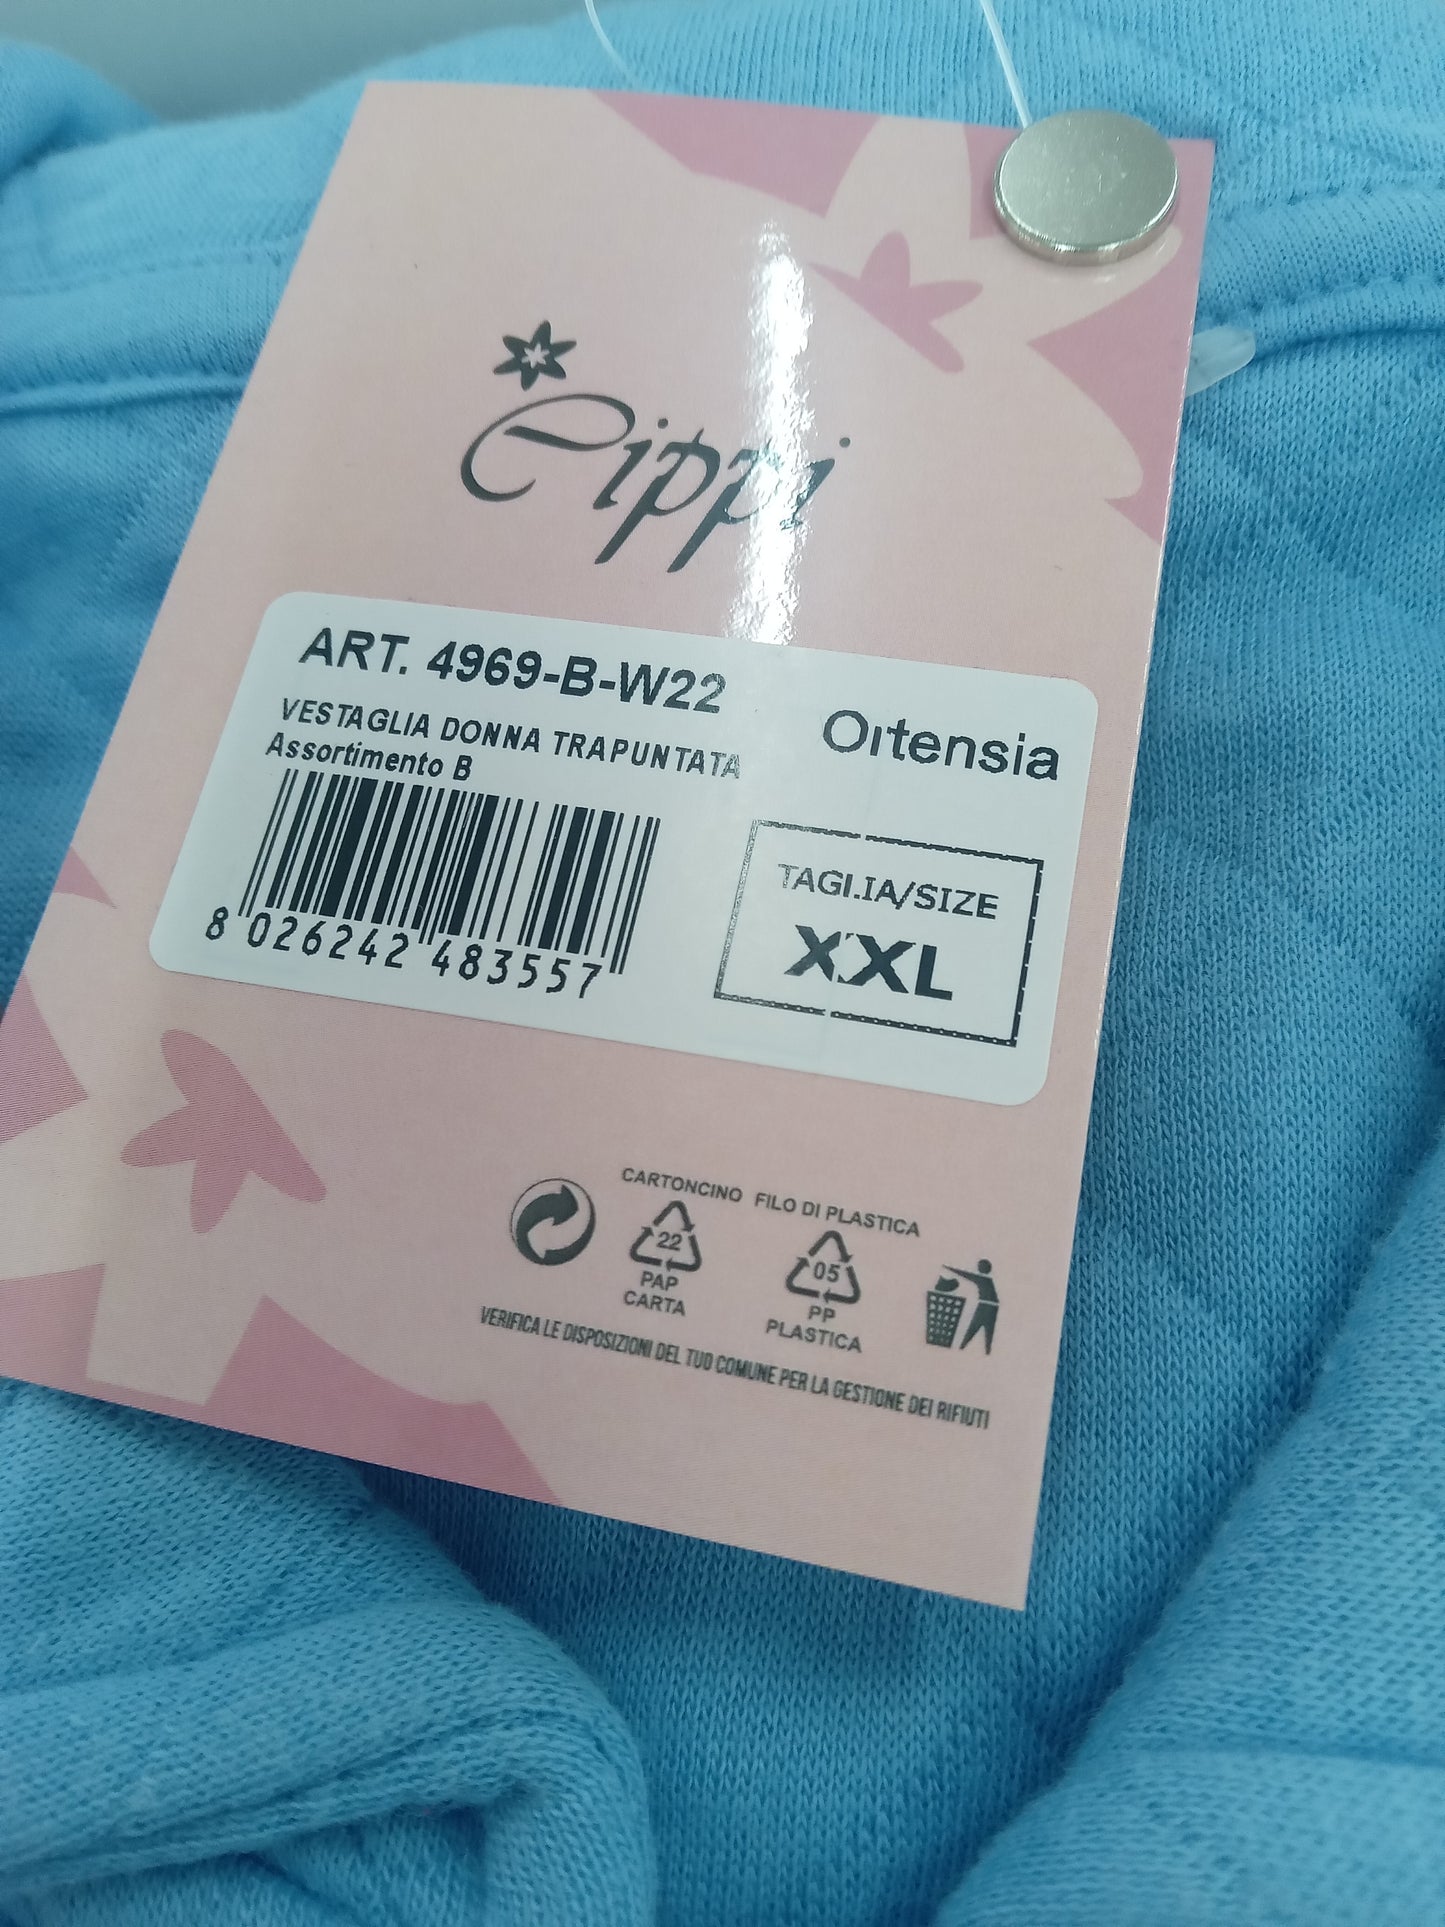 Cippi
ART. 4969-B-W22
Ortensia
VESTAGLIA DONNA TRAPUNTATA
Assortimento B
8 026242 483557
TAGLIA/SIZE
XXL
CARTONCINO FILO DI PLASTICA
22
05
PAP
CARTA
PP
PLASTICA
VERIFICA LE DISPOSIZIONI DEL TUO COMUNE PER LA GESTIONE DEI RIFIUTI